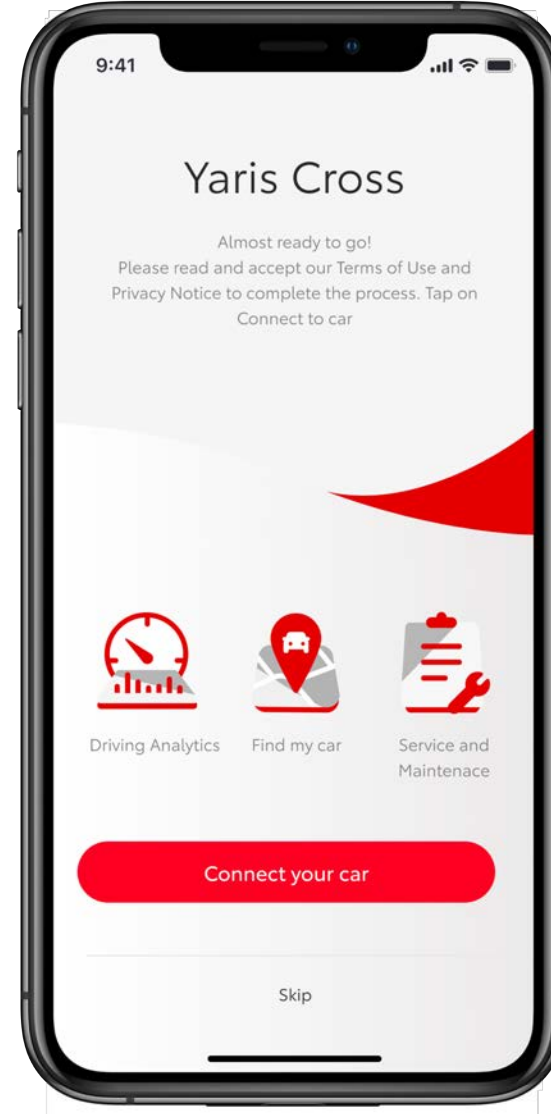 9:41
Yaris Cross
Almost ready to go!
Please read and accept our Terms of Use and
Privacy Notice to complete the process. Tap on
Connect to car
Driving Analytics
Find my car
Service and
Maintenace
Connect your car
Skip